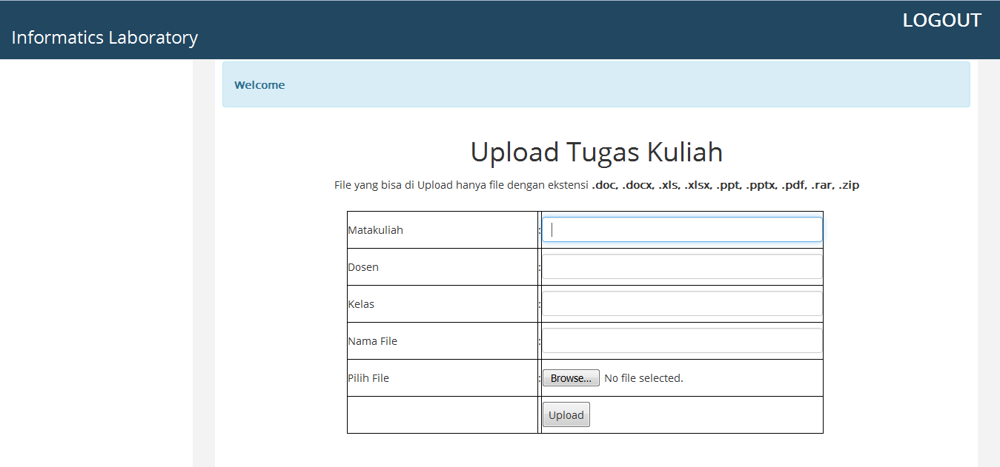 LOGOUT
Informatics Laboratory
Welcome
Upload Tugas Kuliah
File yang bisa di Upload hanya file dengan ekstensi .doc, .docx, .xls, .xlsx, .ppt, .pptx, .pdf, .rar, .zip
Matakuliah :
Dosen :
Kelas :
Nama File :
Pilih File : Browse... No file selected.
Upload